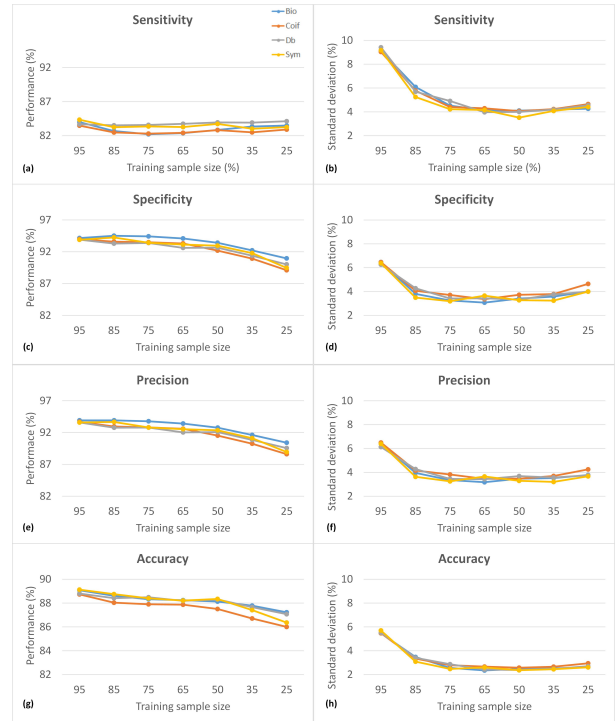 Sensitivity
Bio
Coif
Db
Sym
Performance (%)
92
87
82
95 85 75 65 50 35 25
(a)
Training sample size (%)
Sensitivity
Standard deviation (%)
10
8
6
4
2
95 85 75 65 50 35 25
(b)
Training sample size (%)
Specificity
Performance (%)
97
92
87
82
95 85 75 65 50 35 25
(c)
Training sample size
Specificity
Standard deviation (%)
10
8
6
4
2
95 85 75 65 50 35 25
(d)
Training sample size
Precision
Performance (%)
97
92
87
82
95 85 75 65 50 35 25
(e)
Training sample size
Precision
Standard deviation (%)
10
8
6
4
2
95 85 75 65 50 35 25
(f)
Training sample size
Accuracy
Performance (%)
90
88
86
84
82
95 85 75 65 50 35 25
(g)
Training sample size
Accuracy
Standard deviation (%)
10
8
6
4
2
95 85 75 65 50 35 25
(h)
Training sample size